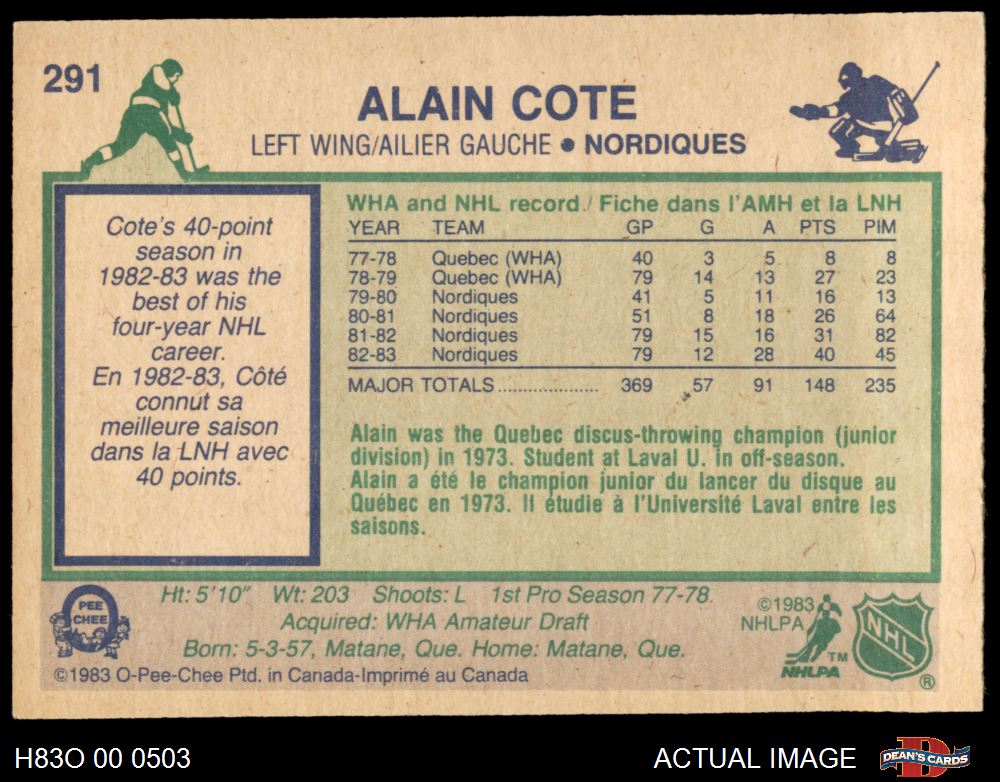 291
ALAIN COTE
LEFT WING/AILIER GAUCHE • NORDIQUES
Cote's 40-point
season in
1982-83 was the
best of his
four-year NHL
career.
En 1982-83, Côté
connut sa
meilleure saison
dans la LNH avec
40 points.
WHA and NHL record / Fiche dans l'AMH et la LNH
YEAR TEAM GP G A PTS PIM
77-78 Quebec (WHA) 40 3 5 8 8
78-79 Quebec (WHA) 79 14 13 27 23
79-80 Nordiques 41 5 11 16 13
80-81 Nordiques 51 8 18 26 64
81-82 Nordiques 79 15 16 31 82
82-83 Nordiques 79 12 28 40 45
MAJOR TOTALS.................... 369 57 91 148 235
Alain was the Quebec discus-throwing champion (junior
division) in 1973. Student at Laval U. in off-season.
Alain a été le champion junior du lancer du disque au
Québec en 1973. Il étudie à l'Université Laval entre les
saisons.
PEE
CHEE
Ht: 5'10" Wt: 203 Shoots: L 1st Pro Season 77-78
Acquired: WHA Amateur Draft
Born: 5-3-57, Matane, Que. Home: Matane, Que.
©1983 O-Pee-Chee Ptd. in Canada-Imprimé au Canada
©1983
NHLPA
TM
NHLPA
NHL
®
H83O 00 0503
ACTUAL IMAGE
DEAN'S CARDS